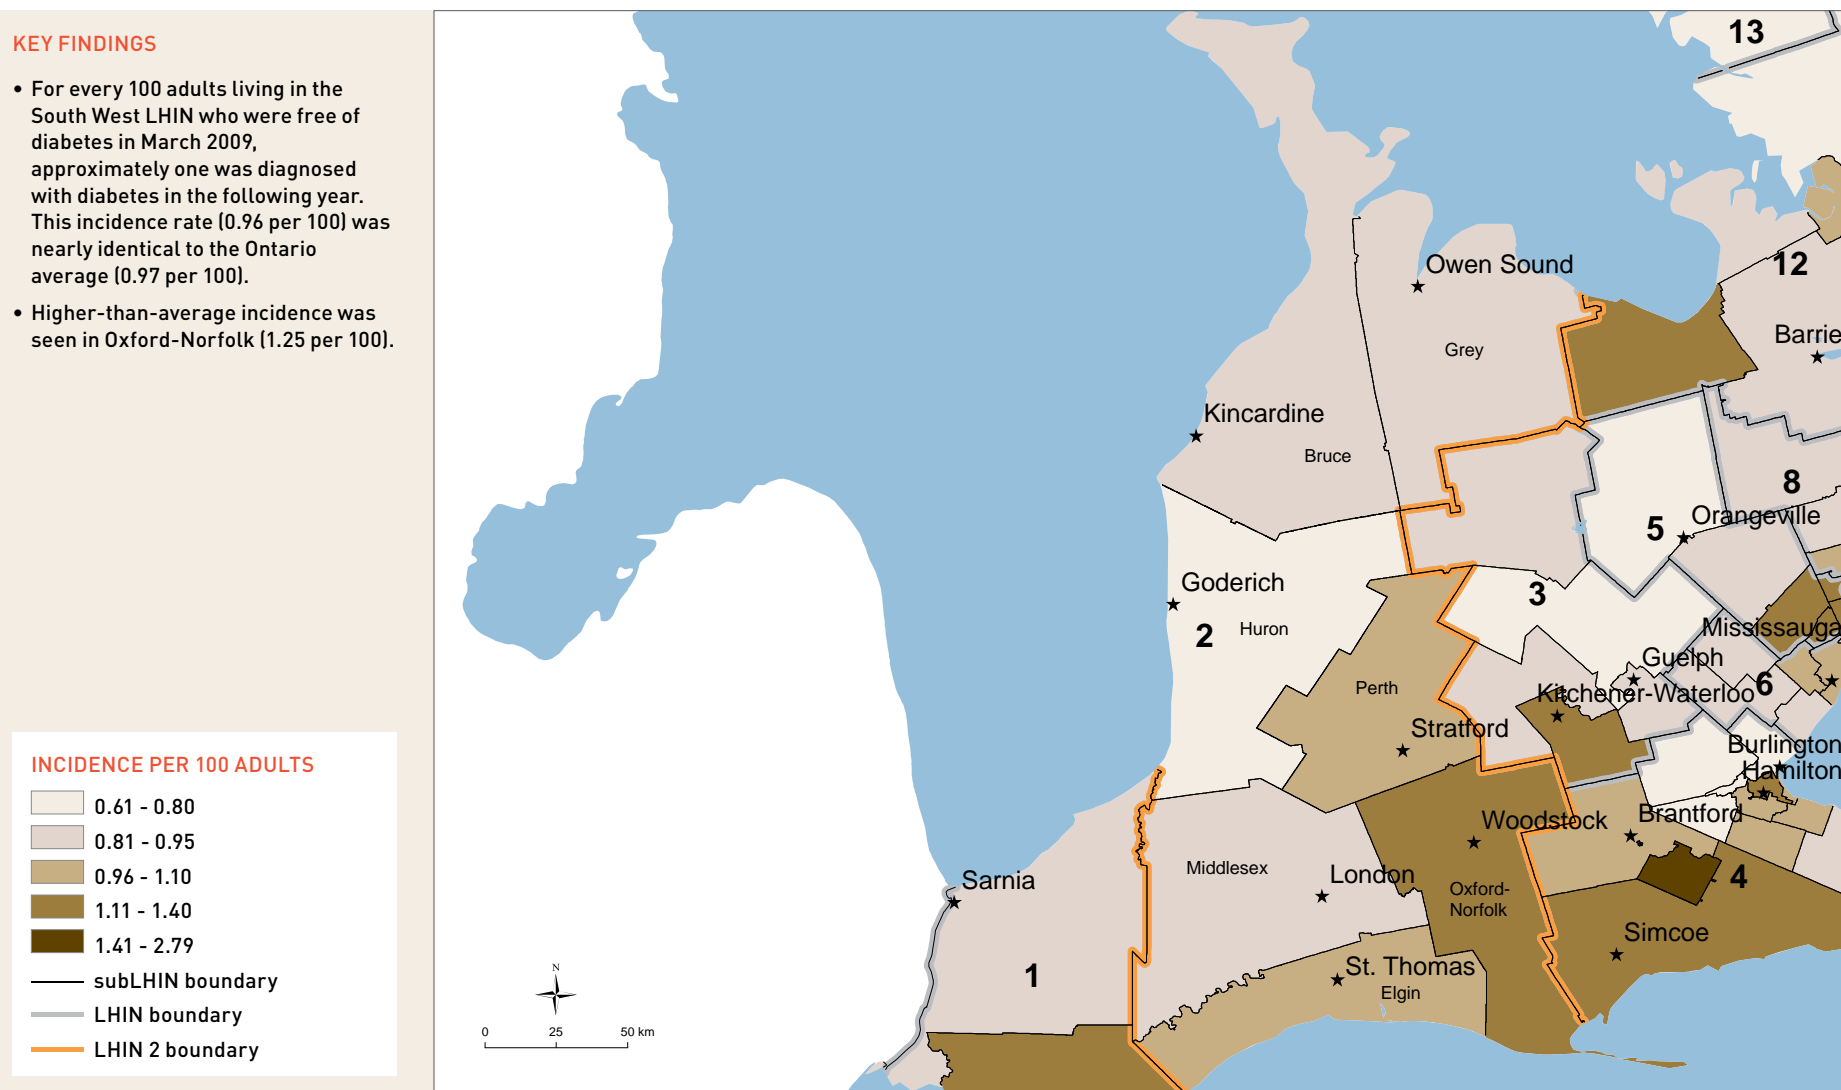 KEY FINDINGS
• For every 100 adults living in the
South West LHIN who were free of
diabetes in March 2009,
approximately one was diagnosed
with diabetes in the following year.
This incidence rate (0.96 per 100) was
nearly identical to the Ontario
average (0.97 per 100).
• Higher-than-average incidence was
seen in Oxford-Norfolk (1.25 per 100).
INCIDENCE PER 100 ADULTS
0.61 - 0.80
0.81 - 0.95
0.96 - 1.10
1.11 - 1.40
1.41 - 2.79
subLHIN boundary
LHIN boundary
LHIN 2 boundary
13
12
Owen Sound
Barrie
Grey
Kincardine
Bruce
8
5
Orangeville
Goderich
3
2
Huron
Mississauga
Guelph
Perth
Kitchener-Waterloo
6
Stratford
Burlington
Hamilton
Woodstock
Brantford
Middlesex
London
Sarnia
Oxford-
Norfolk
4
Simcoe
St. Thomas
Elgin
1
N
0 25 50 km